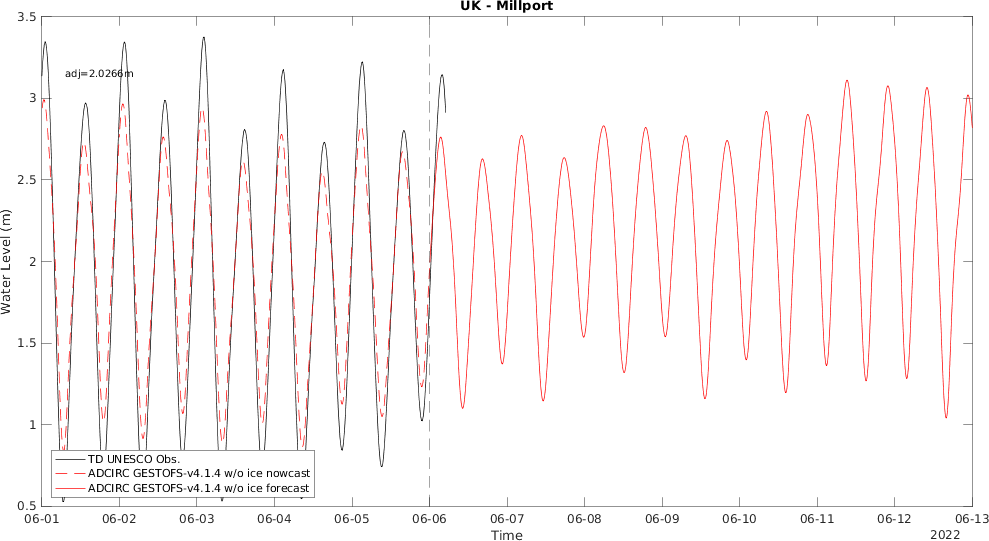 UK - Millport
3.5
adj=2.0266m
3
2.5
Water Level (m)
2
1.5
1
TD UNESCO Obs.
ADCIRC GESTOFS-v4.1.4 w/o ice nowcast
ADCIRC GESTOFS-v4.1.4 w/o ice forecast
0.5
06-01 06-02 06-03 06-04 06-05 06-06 06-07 06-08 06-09 06-10 06-11 06-12 06-13
Time
2022